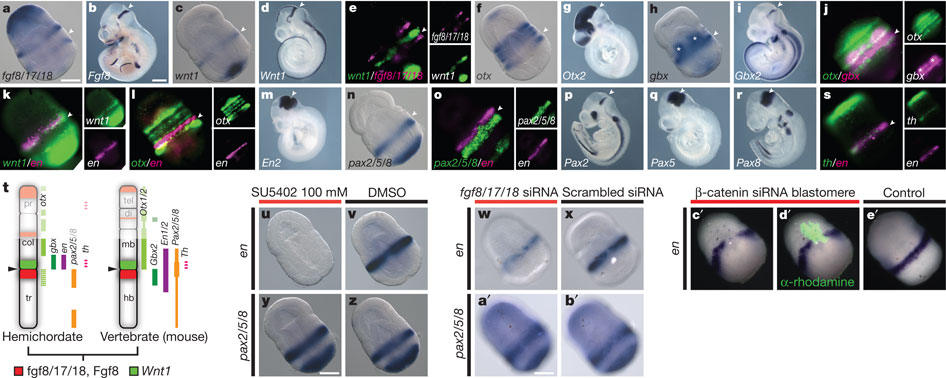 a
fgf8/17/18
b
Fgf8
c
wnt1
d
Wnt1
e
fgf8/17/18
wnt1/fgf8/17/18
wnt1
f
otx
g
Otx2
h
gbx
i
Gbx2
j
otx
otx/gbx
gbx
k
wnt1
wnt1/en
en
l
otx
otx/en
en
m
En2
n
pax2/5/8
o
pax2/5/8
pax2/5/8/en
en
p
Pax2
q
Pax5
r
Pax8
s
th
th/en
en
t
pr
otx
col
gbx
en
pax2/5/8
th
tr
Hemichordate
tel
di
Otx1/2
mb
Gbx2
En1/2
Pax2/5/8
Th
hb
Vertebrate (mouse)
fgf8/17/18, Fgf8
Wnt1
SU5402 100 mM
DMSO
en
u
v
pax2/5/8
y
z
fgf8/17/18 siRNA
Scrambled siRNA
en
w
x
pax2/5/8
a′
b′
β-catenin siRNA blastomere
Control
en
c′
d′
α-rhodamine
e′